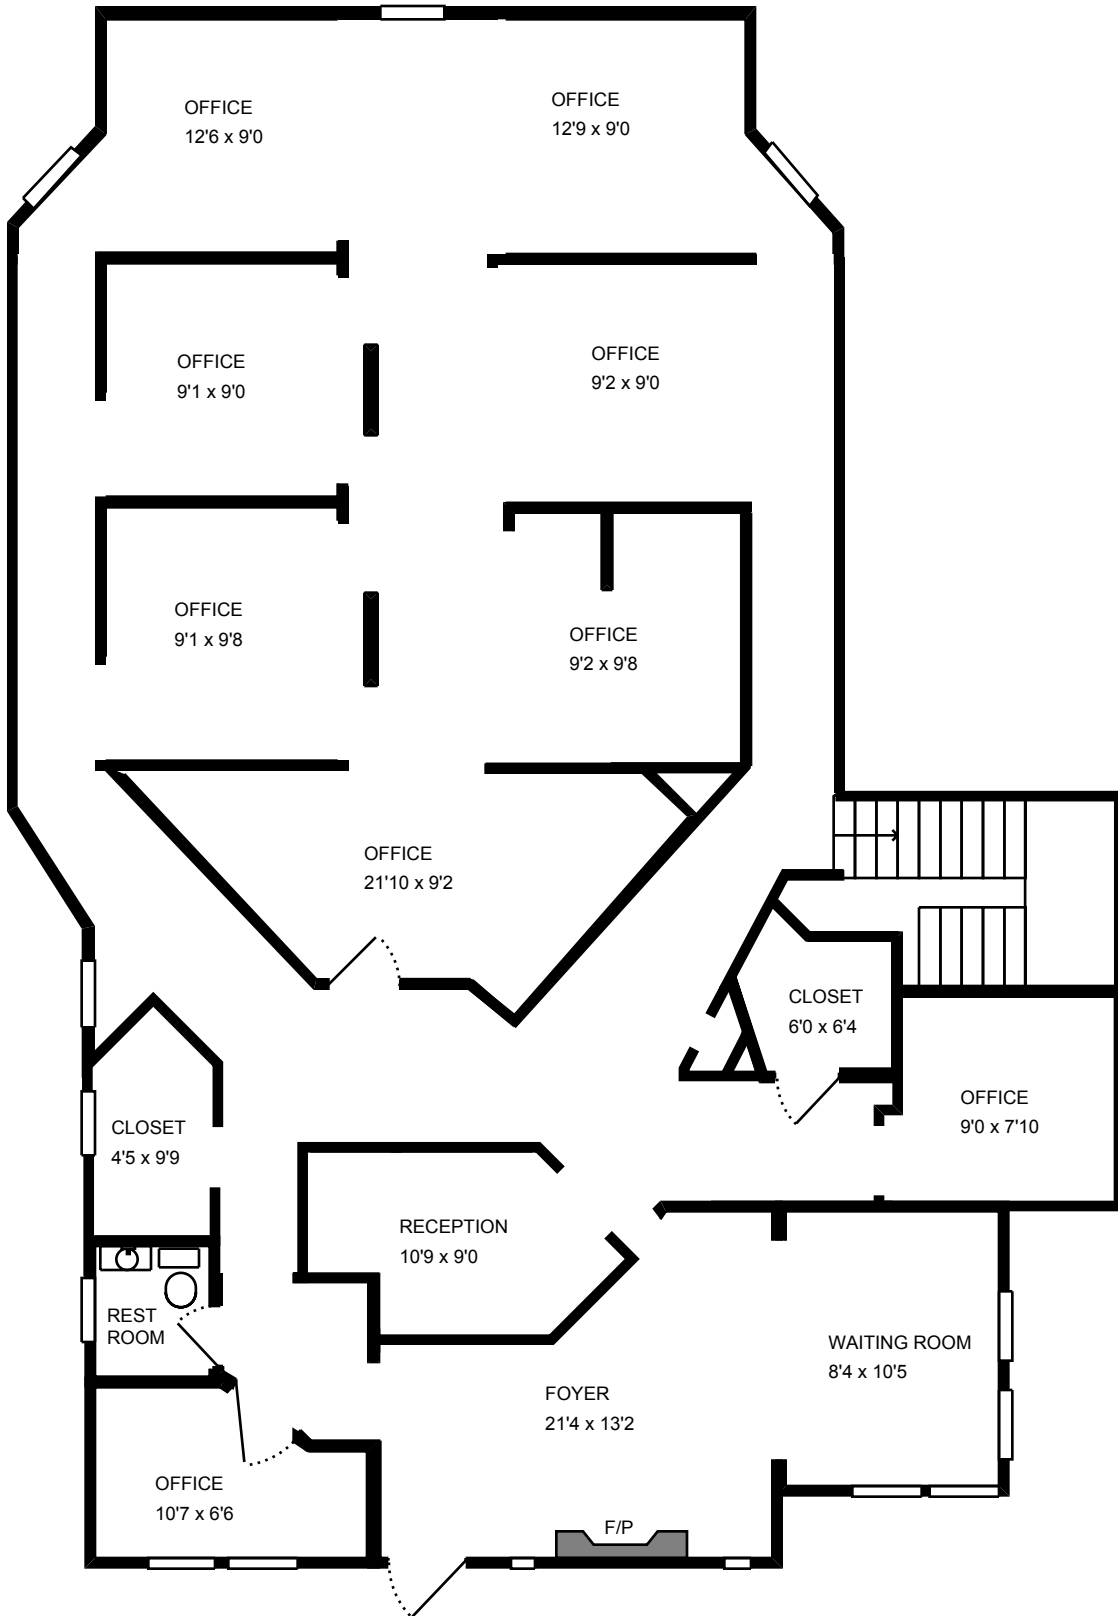 OFFICE
12'6 x 9'0
OFFICE
12'9 x 9'0
OFFICE
9'1 x 9'0
OFFICE
9'2 x 9'0
OFFICE
9'1 x 9'8
OFFICE
9'2 x 9'8
OFFICE
21'10 x 9'2
CLOSET
6'0 x 6'4
OFFICE
9'0 x 7'10
CLOSET
4'5 x 9'9
RECEPTION
10'9 x 9'0
REST
ROOM
WAITING ROOM
8'4 x 10'5
FOYER
21'4 x 13'2
OFFICE
10'7 x 6'6
F/P